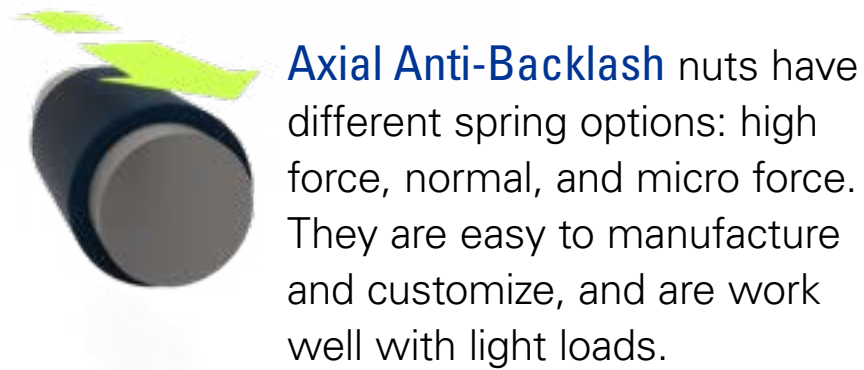 Axial Anti-Backlash nuts have
different spring options: high
force, normal, and micro force.
They are easy to manufacture
and customize, and are work
well with light loads.